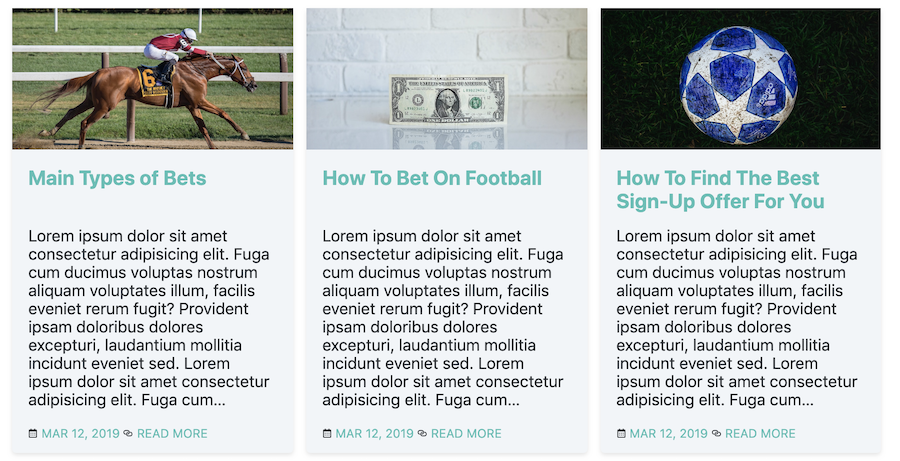 6
THE UNITED STATES OF AMERICA
ONE DOLLAR
Main Types of Bets
Lorem ipsum dolor sit amet
consectetur adipisicing elit. Fuga
cum ducimus voluptas nostrum
aliquam voluptates illum, facilis
eveniet rerum fugit? Provident
ipsam doloribus dolores
excepturi, laudantium mollitia
incidunt eveniet sed. Lorem
ipsum dolor sit amet consectetur
adipisicing elit. Fuga cum...
MAR 12, 2019 READ MORE
How To Bet On Football
Lorem ipsum dolor sit amet
consectetur adipisicing elit. Fuga
cum ducimus voluptas nostrum
aliquam voluptates illum, facilis
eveniet rerum fugit? Provident
ipsam doloribus dolores
excepturi, laudantium mollitia
incidunt eveniet sed. Lorem
ipsum dolor sit amet consectetur
adipisicing elit. Fuga cum...
MAR 12, 2019 READ MORE
How To Find The Best
Sign-Up Offer For You
Lorem ipsum dolor sit amet
consectetur adipisicing elit. Fuga
cum ducimus voluptas nostrum
aliquam voluptates illum, facilis
eveniet rerum fugit? Provident
ipsam doloribus dolores
excepturi, laudantium mollitia
incidunt eveniet sed. Lorem
ipsum dolor sit amet consectetur
adipisicing elit. Fuga cum...
MAR 12, 2019 READ MORE